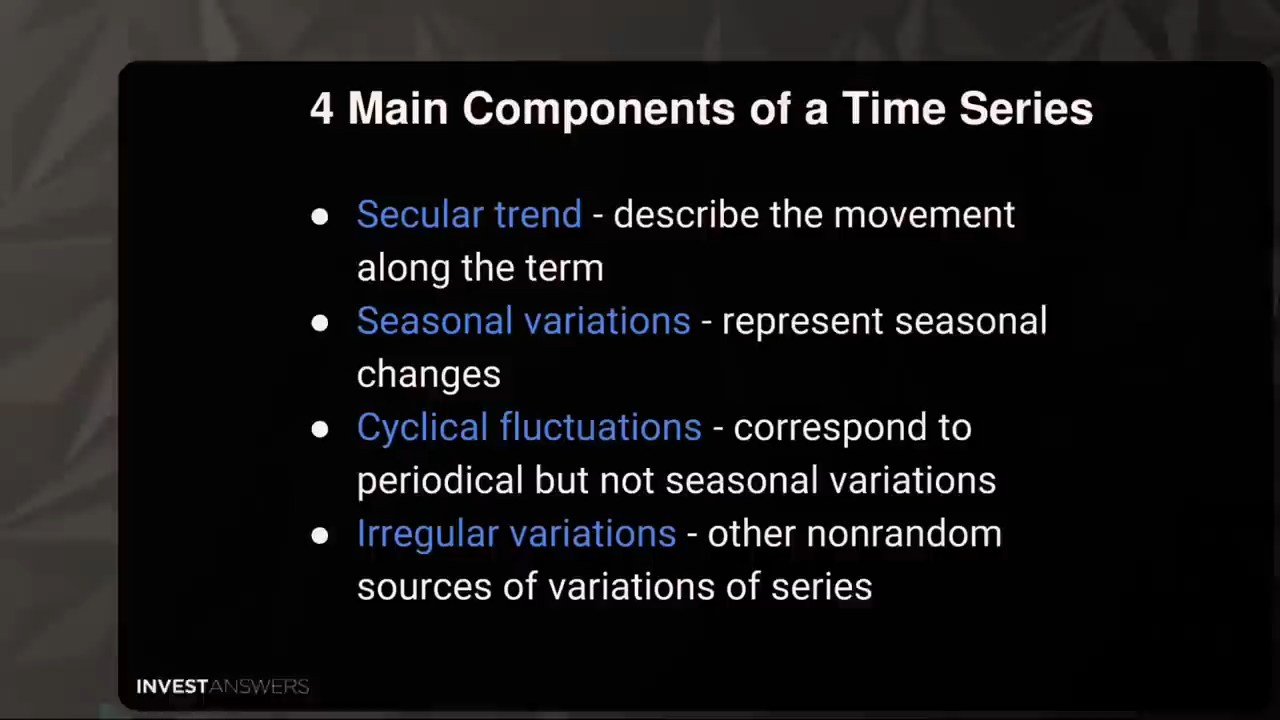 4 Main Components of a Time Series
● Secular trend - describe the movement
along the term
● Seasonal variations - represent seasonal
changes
● Cyclical fluctuations - correspond to
periodical but not seasonal variations
● Irregular variations - other nonrandom
sources of variations of series
INVESTANSWERS